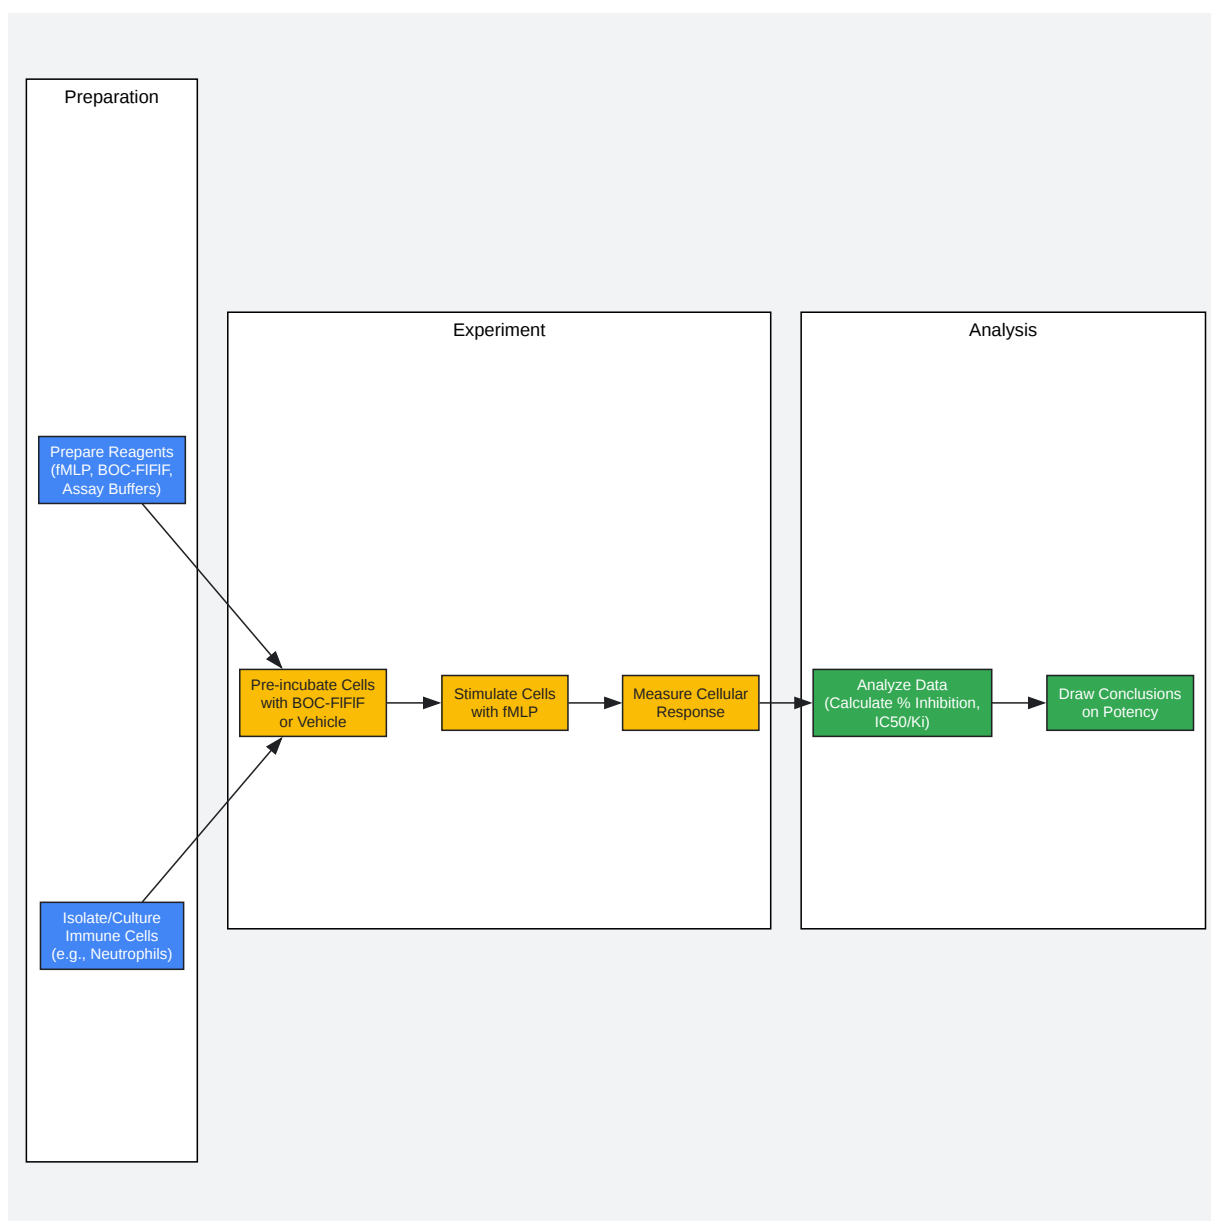 Preparation
Prepare Reagents
(fMLP, BOC-FlFlF,
Assay Buffers)
Isolate/Culture
Immune Cells
(e.g., Neutrophils)
Experiment
Pre-incubate Cells
with BOC-FlFlF
or Vehicle
Stimulate Cells
with fMLP
Measure Cellular
Response
Analysis
Analyze Data
(Calculate % Inhibition,
IC50/Ki)
Draw Conclusions
on Potency